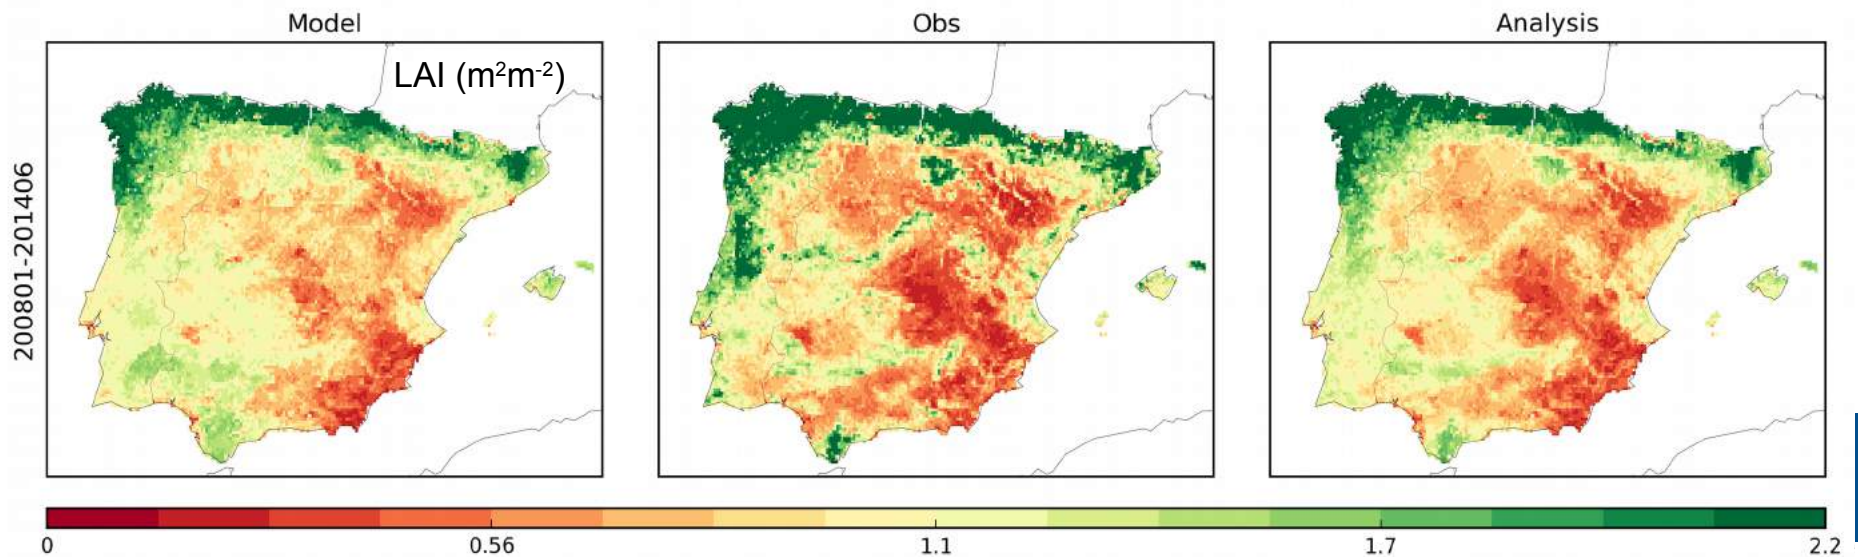 Model
Obs
Analysis
LAI (m²m⁻²)
200801-201406
0
0.56
1.1
1.7
2.2